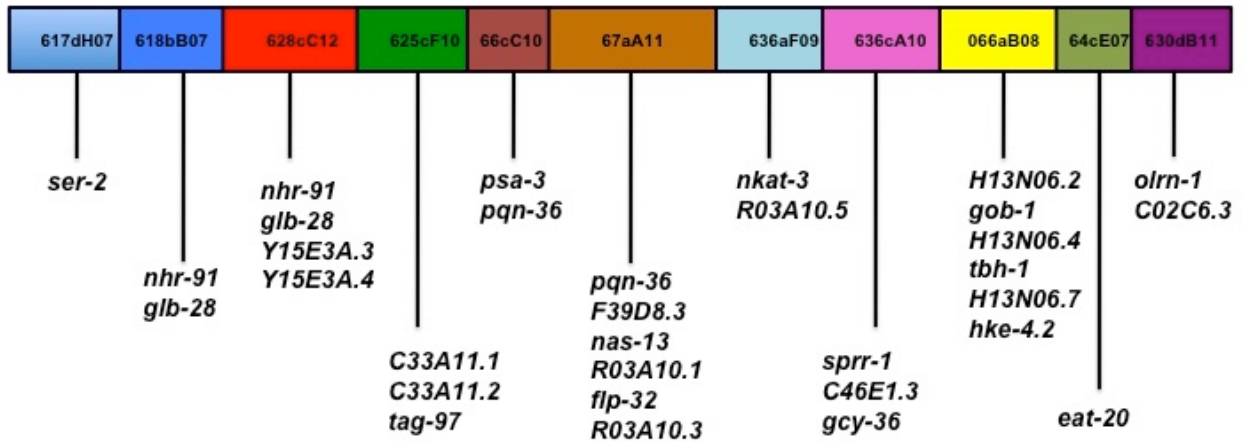 617dH07 618bB07 628cC12 625cF10 66cC10 67aA11 636aF09 636cA10 066aB08 64cE07 630dB11
ser-2
nhr-91
glb-28
nhr-91
glb-28
Y15E3A.3
Y15E3A.4
C33A11.1
C33A11.2
tag-97
psa-3
pqn-36
pqn-36
F39D8.3
nas-13
R03A10.1
flp-32
R03A10.3
nkat-3
R03A10.5
sprr-1
C46E1.3
gcy-36
H13N06.2
gob-1
H13N06.4
tbh-1
H13N06.7
hke-4.2
eat-20
olrn-1
C02C6.3